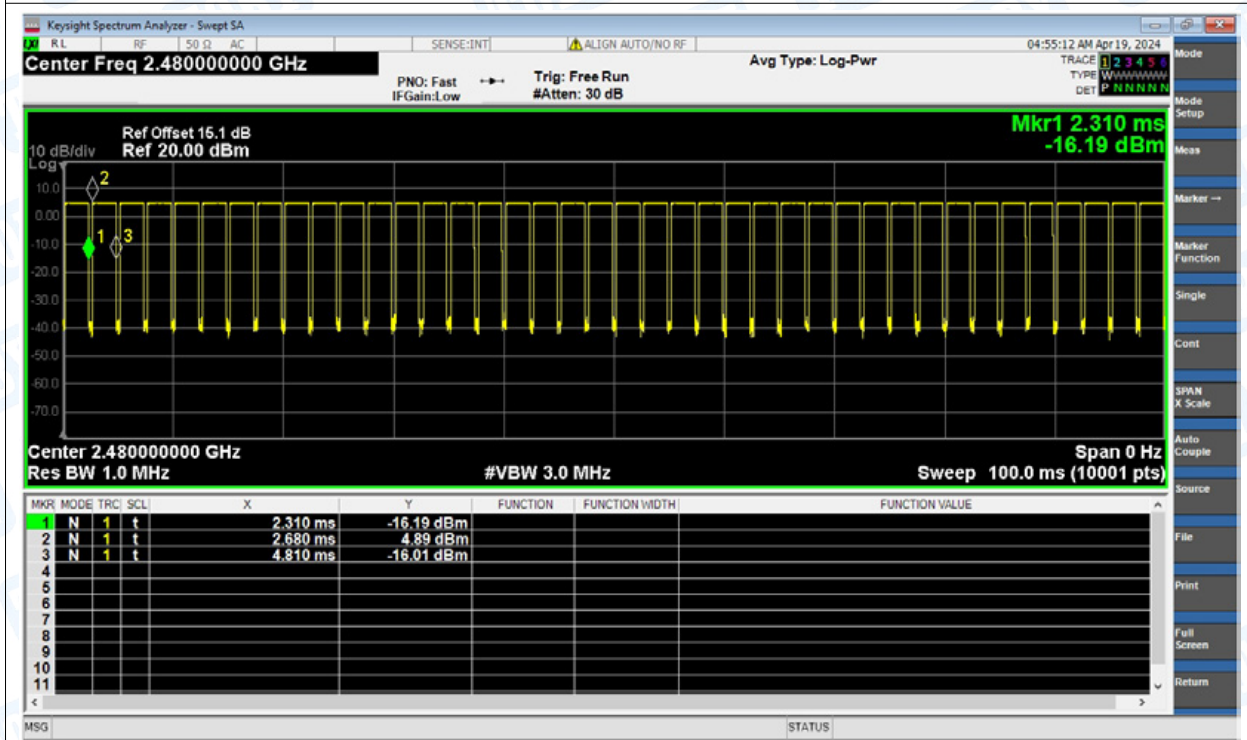 Keysight Spectrum Analyzer - Swept SA
RL RF 50 Ω AC SENSE:INT ALIGN AUTO/NO RF 04:55:12 AM Apr 19, 2024
Center Freq 2.480000000 GHz
PNO: Fast
IFGain:Low
Trig: Free Run
#Atten: 30 dB
Avg Type: Log-Pwr
TRACE 1 2 3 4 5 6
TYPE WWWWWW
DET P N N N N N
Ref Offset 15.1 dB
10 dB/div Ref 20.00 dBm
Log
Mkr1 2.310 ms
-16.19 dBm
10.0
0.00
-10.0
-20.0
-30.0
-40.0
-50.0
-60.0
-70.0
1
2
3
Center 2.480000000 GHz Span 0 Hz
Res BW 1.0 MHz #VBW 3.0 MHz Sweep 100.0 ms (10001 pts)
MKR MODE TRC SCL X Y FUNCTION FUNCTION WIDTH FUNCTION VALUE
1 N 1 t 2.310 ms -16.19 dBm
2 N 1 t 2.680 ms 4.89 dBm
3 N 1 t 4.810 ms -16.01 dBm
4
5
6
7
8
9
10
11
MSG STATUS
Mode
Mode Setup
Meas
Marker →
Marker Function
Single
Cont
SPAN X Scale
Auto Couple
Source
File
Print
Full Screen
Return